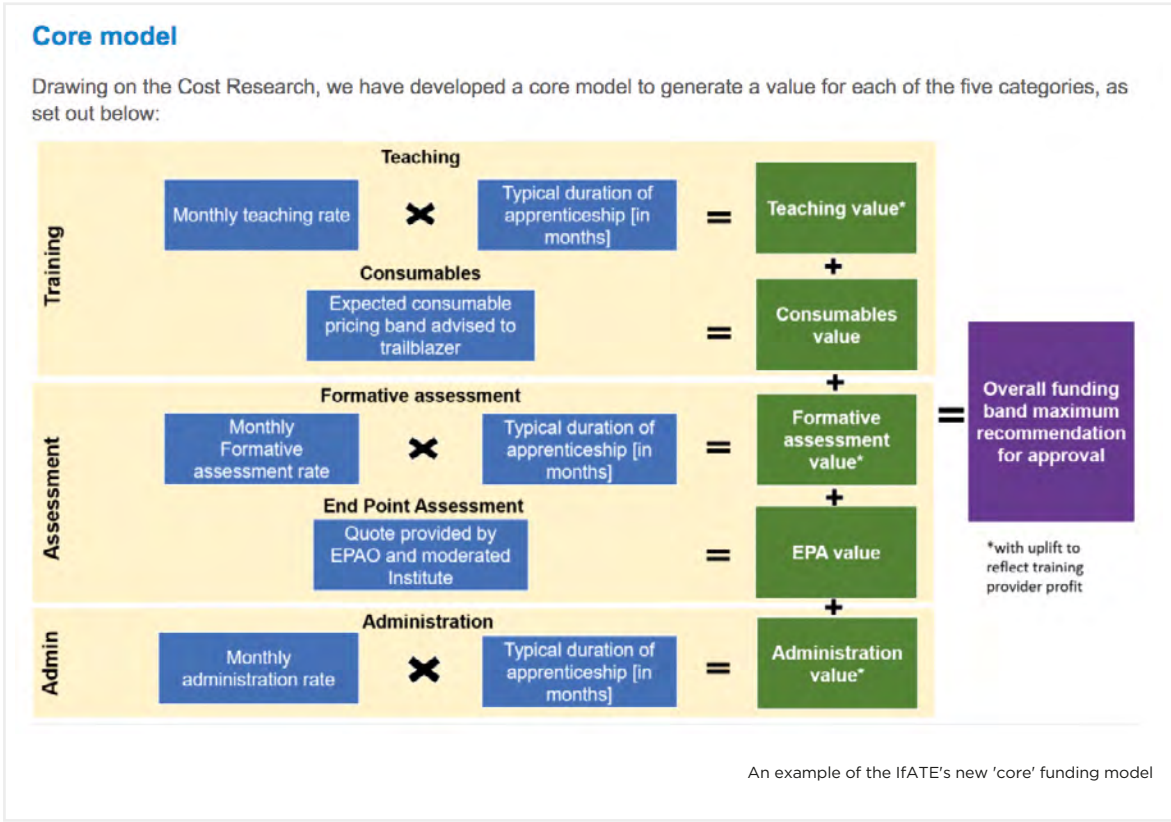 Core model
Drawing on the Cost Research, we have developed a core model to generate a value for each of the five categories, as
set out below:
Training
Teaching
Monthly teaching rate
×
Typical duration of
apprenticeship [in
months]
=
Teaching value*
+
Consumables
Expected consumable
pricing band advised to
trailblazer
=
Consumables
value
+
Assessment
Formative assessment
Monthly
Formative
assessment rate
×
Typical duration of
apprenticeship [in
months]
=
Formative
assessment
value*
+
End Point Assessment
Quote provided by
EPAO and moderated
Institute
=
EPA value
+
Admin
Administration
Monthly
administration rate
×
Typical duration of
apprenticeship [in
months]
=
Administration
value*
=
Overall funding
band maximum
recommendation
for approval
*with uplift to
reflect training
provider profit
An example of the IfATE's new 'core' funding model